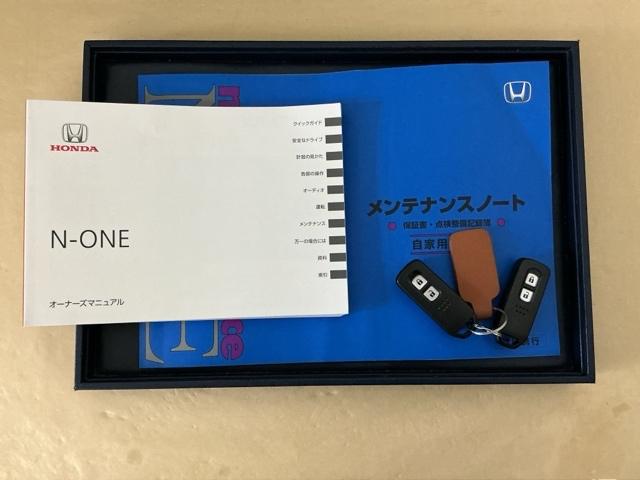 HONDA
N-ONE
オーナーズマニュアル
クイックガイド
安全なドライブ
計器の見かた
各部の操作
オーディオ
運転
メンテナンス
万一の場合には
資料
索引
メンテナンスノート
保証書・点検整備記録簿
自家用
行